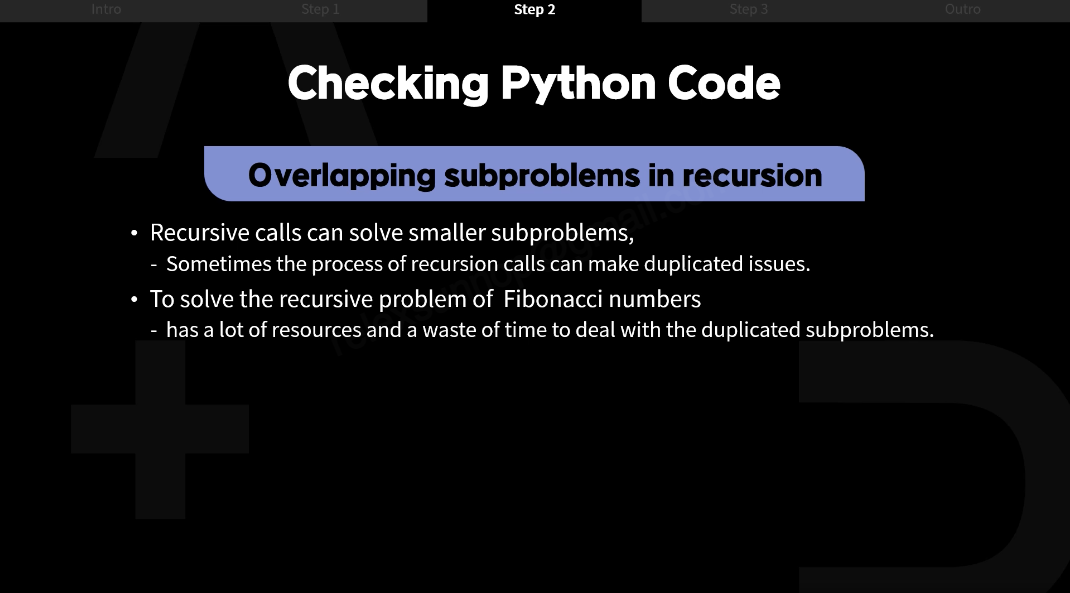 Intro Step 1 Step 2 Step 3 Outro
Checking Python Code
Overlapping subproblems in recursion
• Recursive calls can solve smaller subproblems,
- Sometimes the process of recursion calls can make duplicated issues.
• To solve the recursive problem of Fibonacci numbers
- has a lot of resources and a waste of time to deal with the duplicated subproblems.